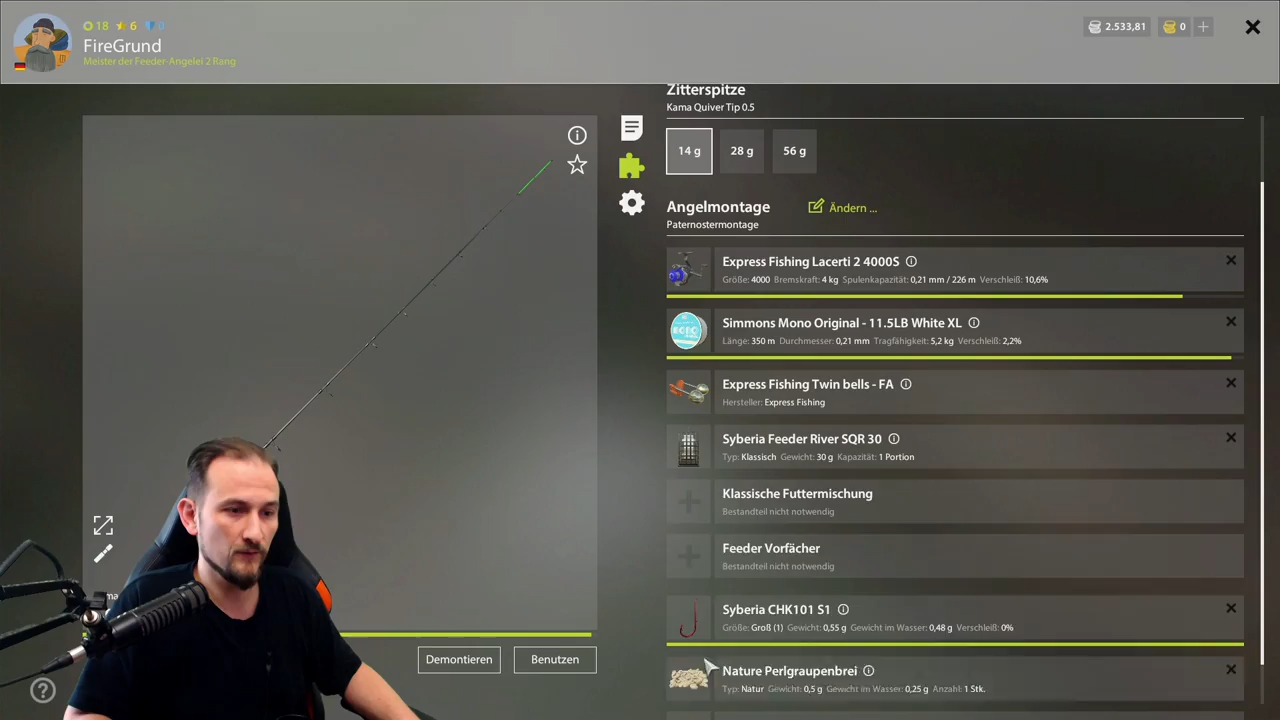 18 6 0
FireGrund
Meister der Feeder-Angelei 2 Rang
2.533,81
0
Zitterspitze
Kama Quiver Tip 0.5
14 g
28 g
56 g
Angelmontage
Ändern ...
Paternostermontage
Express Fishing Lacerti 2 4000S
Größe: 4000 Bremskraft: 4 kg Spulenkapazität: 0,21 mm / 226 m Verschleiß: 10,6%
Simmons Mono Original - 11.5LB White XL
Länge: 350 m Durchmesser: 0,21 mm Tragfähigkeit: 5,2 kg Verschleiß: 2,2%
Express Fishing Twin bells - FA
Hersteller: Express Fishing
Syberia Feeder River SQR 30
Typ: Klassisch Gewicht: 30 g Kapazität: 1 Portion
Klassische Futtermischung
Bestandteil nicht notwendig
Feeder Vorfächer
Bestandteil nicht notwendig
Syberia CHK101 S1
Größe: Groß (1) Gewicht: 0,55 g Gewicht im Wasser: 0,48 g Verschleiß: 0%
Nature Perlgraupenbrei
Typ: Natur Gewicht: 0,5 g Gewicht im Wasser: 0,25 g Anzahl: 1 Stk.
Demontieren
Benutzen